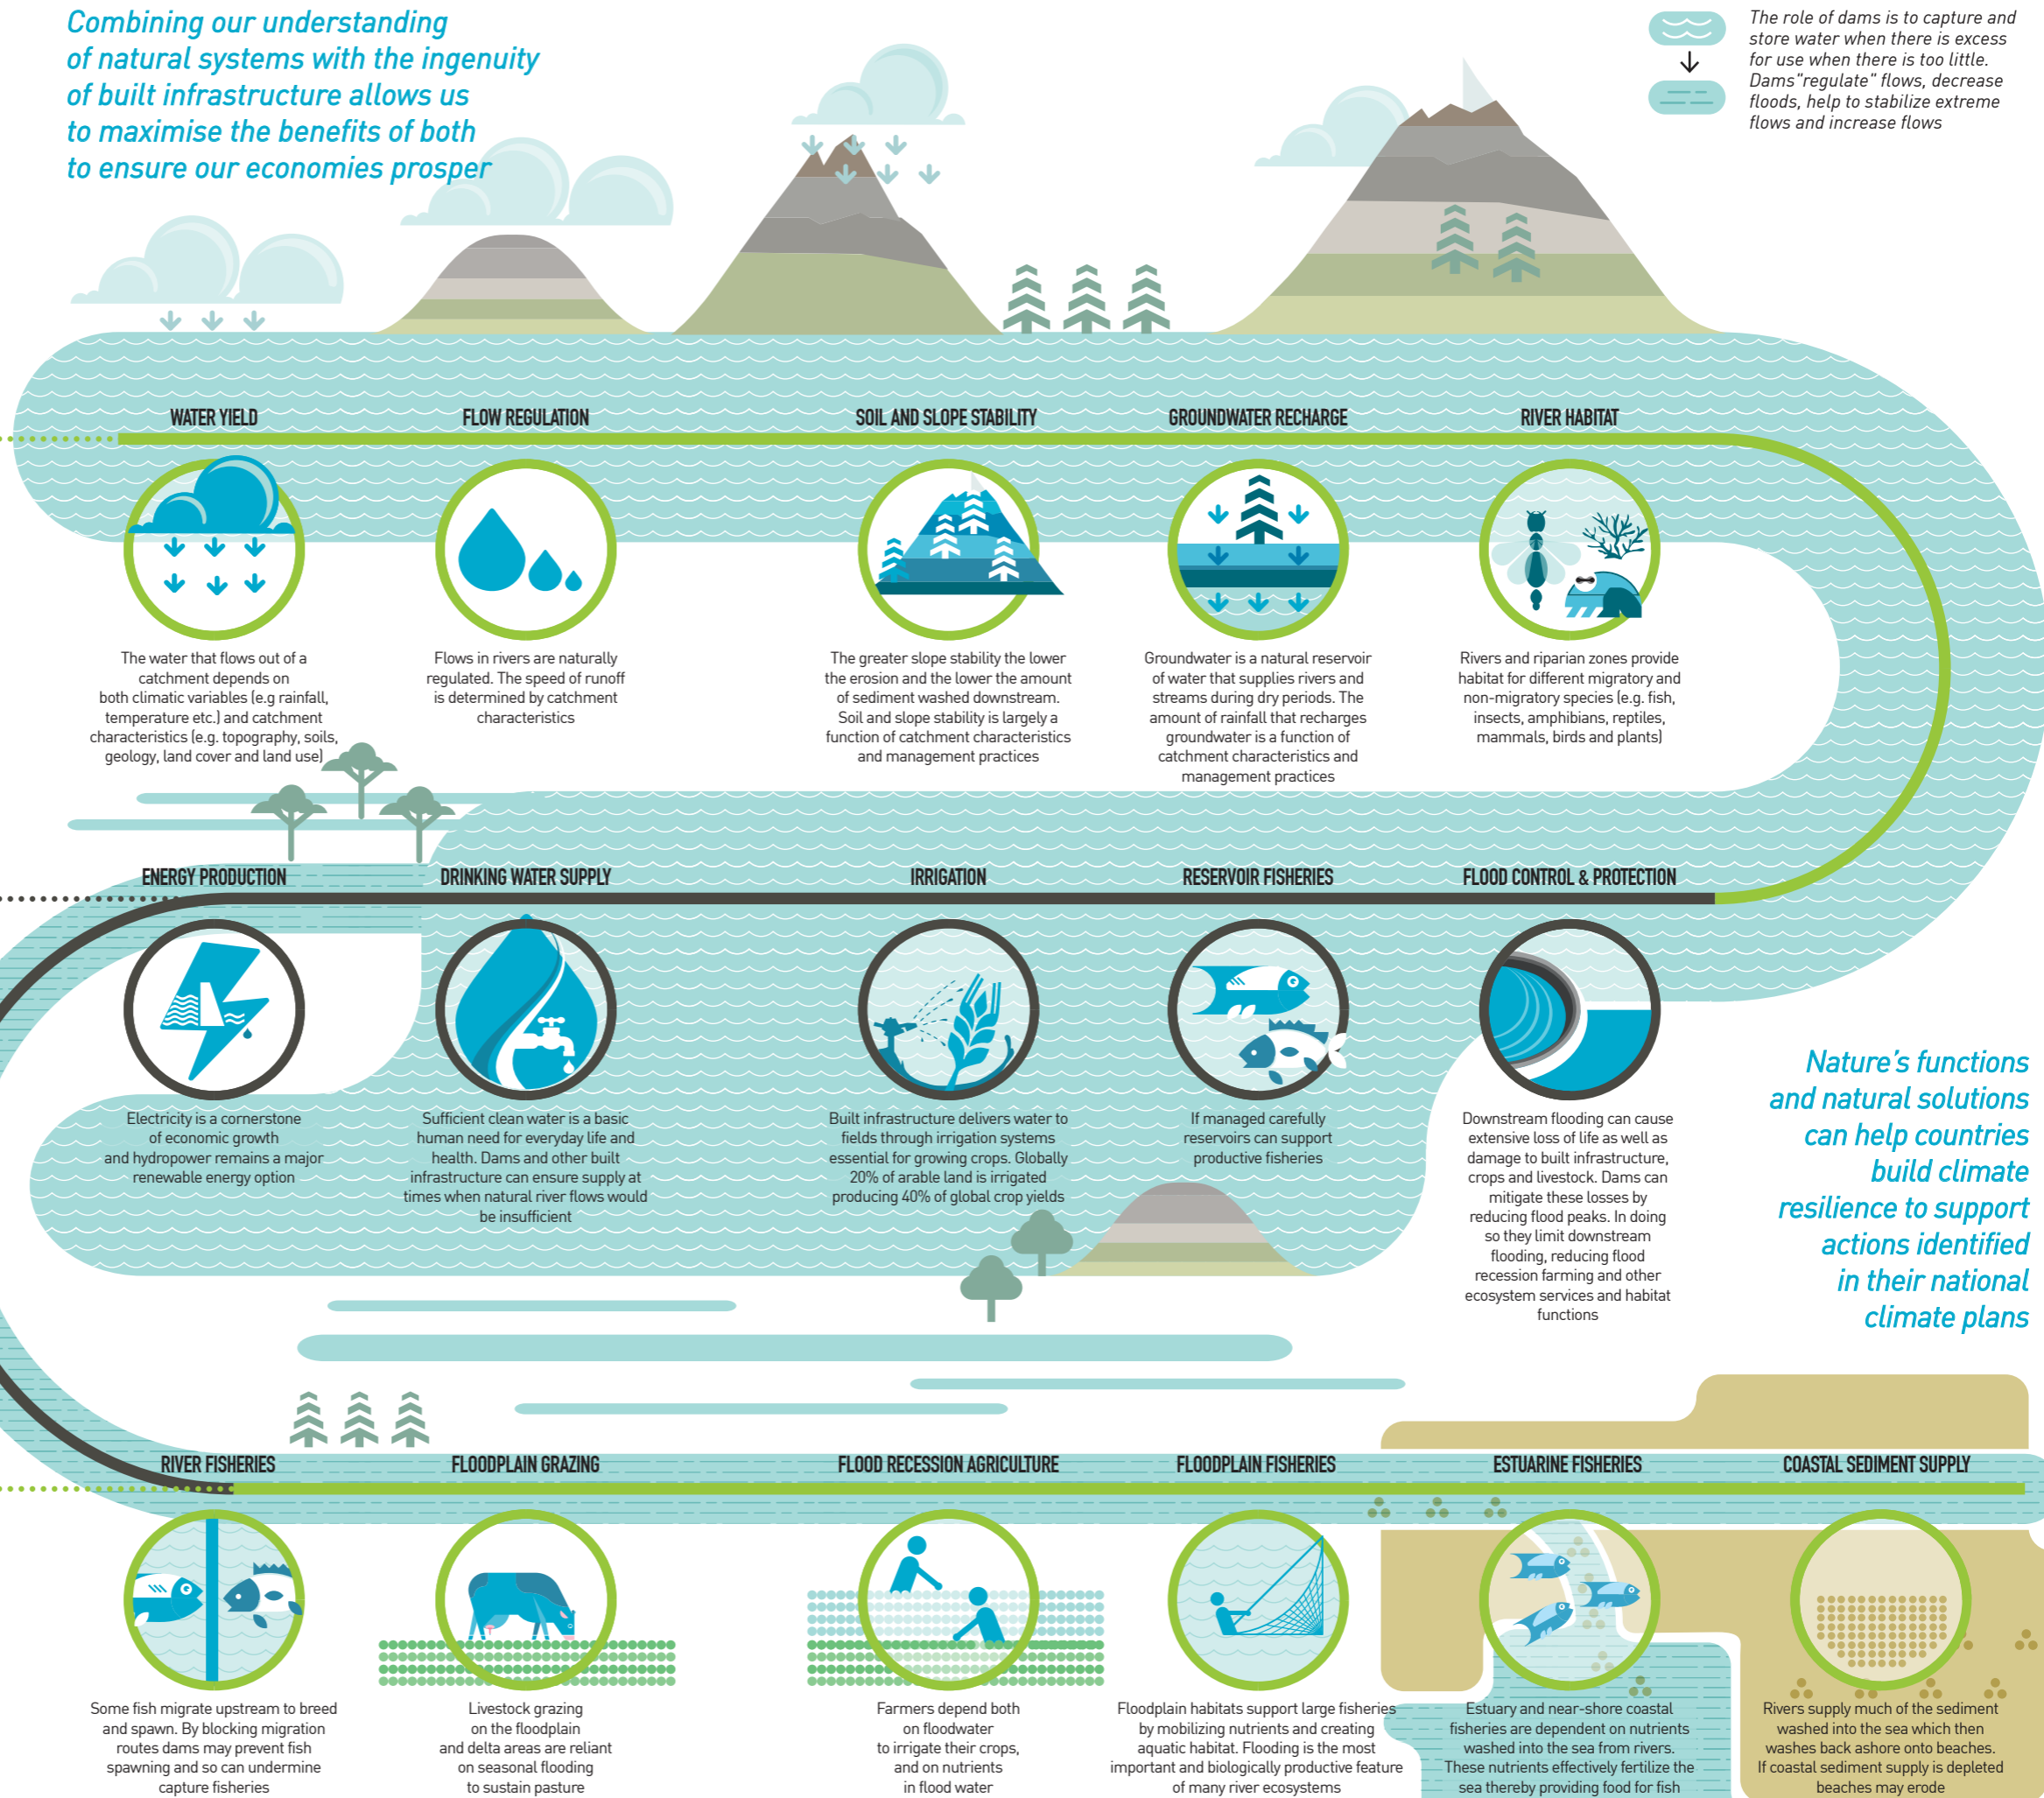 Combining our understanding
of natural systems with the ingenuity
of built infrastructure allows us
to maximise the benefits of both
to ensure our economies prosper
The role of dams is to capture and
store water when there is excess
for use when there is too little.
Dams"regulate" flows, decrease
floods, help to stabilize extreme
flows and increase flows
WATER YIELD
The water that flows out of a
catchment depends on
both climatic variables (e.g rainfall,
temperature etc.) and catchment
characteristics (e.g. topography, soils,
geology, land cover and land use)
FLOW REGULATION
Flows in rivers are naturally
regulated. The speed of runoff
is determined by catchment
characteristics
SOIL AND SLOPE STABILITY
The greater slope stability the lower
the erosion and the lower the amount
of sediment washed downstream.
Soil and slope stability is largely a
function of catchment characteristics
and management practices
GROUNDWATER RECHARGE
Groundwater is a natural reservoir
of water that supplies rivers and
streams during dry periods. The
amount of rainfall that recharges
groundwater is a function of
catchment characteristics and
management practices
RIVER HABITAT
Rivers and riparian zones provide
habitat for different migratory and
non-migratory species (e.g. fish,
insects, amphibians, reptiles,
mammals, birds and plants)
ENERGY PRODUCTION
Electricity is a cornerstone
of economic growth
and hydropower remains a major
renewable energy option
DRINKING WATER SUPPLY
Sufficient clean water is a basic
human need for everyday life and
health. Dams and other built
infrastructure can ensure supply at
times when natural river flows would
be insufficient
IRRIGATION
Built infrastructure delivers water to
fields through irrigation systems
essential for growing crops. Globally
20% of arable land is irrigated
producing 40% of global crop yields
RESERVOIR FISHERIES
If managed carefully
reservoirs can support
productive fisheries
FLOOD CONTROL & PROTECTION
Downstream flooding can cause
extensive loss of life as well as
damage to built infrastructure,
crops and livestock. Dams can
mitigate these losses by
reducing flood peaks. In doing
so they limit downstream
flooding, reducing flood
recession farming and other
ecosystem services and habitat
functions
Nature's functions
and natural solutions
can help countries
build climate
resilience to support
actions identified
in their national
climate plans
RIVER FISHERIES
Some fish migrate upstream to breed
and spawn. By blocking migration
routes dams may prevent fish
spawning and so can undermine
capture fisheries
FLOODPLAIN GRAZING
Livestock grazing
on the floodplain
and delta areas are reliant
on seasonal flooding
to sustain pasture
FLOOD RECESSION AGRICULTURE
Farmers depend both
on floodwater
to irrigate their crops,
and on nutrients
in flood water
FLOODPLAIN FISHERIES
Floodplain habitats support large fisheries
by mobilizing nutrients and creating
aquatic habitat. Flooding is the most
important and biologically productive feature
of many river ecosystems
ESTUARINE FISHERIES
Estuary and near-shore coastal
fisheries are dependent on nutrients
washed into the sea from rivers.
These nutrients effectively fertilize the
sea thereby providing food for fish
COASTAL SEDIMENT SUPPLY
Rivers supply much of the sediment
washed into the sea which then
washes back ashore onto beaches.
If coastal sediment supply is depleted
beaches may erode